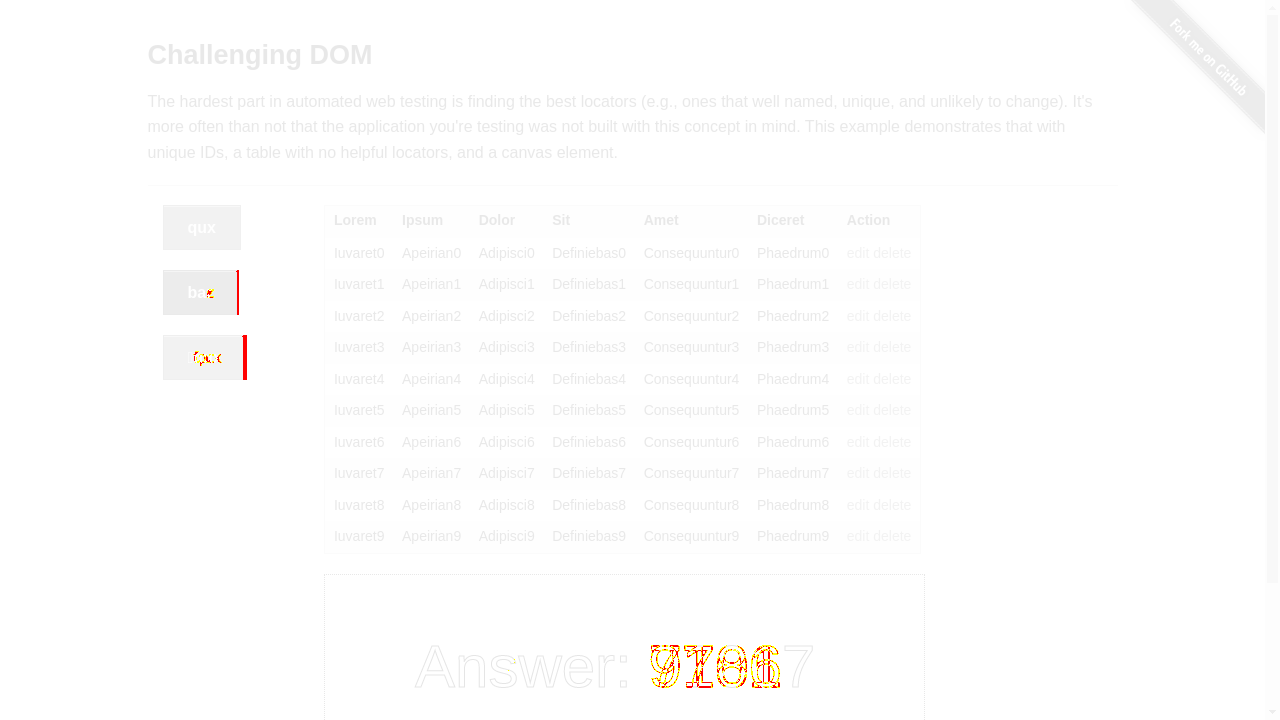 Challenging DOM
Fork me on GitHub
The hardest part in automated web testing is finding the best locators (e.g., ones that well named, unique, and unlikely to change). It's
more often than not that the application you're testing was not built with this concept in mind. This example demonstrates that with
unique IDs, a table with no helpful locators, and a canvas element.
qux
Lorem Ipsum Dolor Sit Amet Diceret Action
Iuvaret0 Apeirian0 Adipisci0 Definiebas0 Consequuntur0 Phaedrum0 edit delete
Iuvaret1 Apeirian1 Adipisci1 Definiebas1 Consequuntur1 Phaedrum1 edit delete
Iuvaret2 Apeirian2 Adipisci2 Definiebas2 Consequuntur2 Phaedrum2 edit delete
Iuvaret3 Apeirian3 Adipisci3 Definiebas3 Consequuntur3 Phaedrum3 edit delete
Iuvaret4 Apeirian4 Adipisci4 Definiebas4 Consequuntur4 Phaedrum4 edit delete
Iuvaret5 Apeirian5 Adipisci5 Definiebas5 Consequuntur5 Phaedrum5 edit delete
Iuvaret6 Apeirian6 Adipisci6 Definiebas6 Consequuntur6 Phaedrum6 edit delete
Iuvaret7 Apeirian7 Adipisci7 Definiebas7 Consequuntur7 Phaedrum7 edit delete
Iuvaret8 Apeirian8 Adipisci8 Definiebas8 Consequuntur8 Phaedrum8 edit delete
Iuvaret9 Apeirian9 Adipisci9 Definiebas9 Consequuntur9 Phaedrum9 edit delete
Answer: